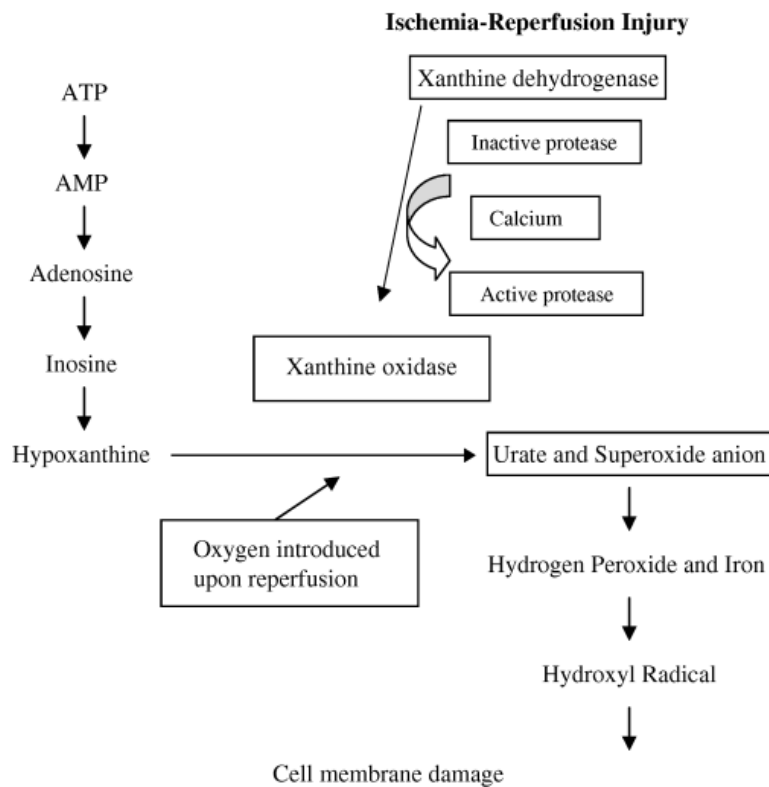 Ischemia-Reperfusion Injury
Xanthine dehydrogenase
ATP
Inactive protease
AMP
Calcium
Adenosine
Active protease
Inosine
Xanthine oxidase
Hypoxanthine
Urate and Superoxide anion
Oxygen introduced
upon reperfusion
Hydrogen Peroxide and Iron
Hydroxyl Radical
Cell membrane damage